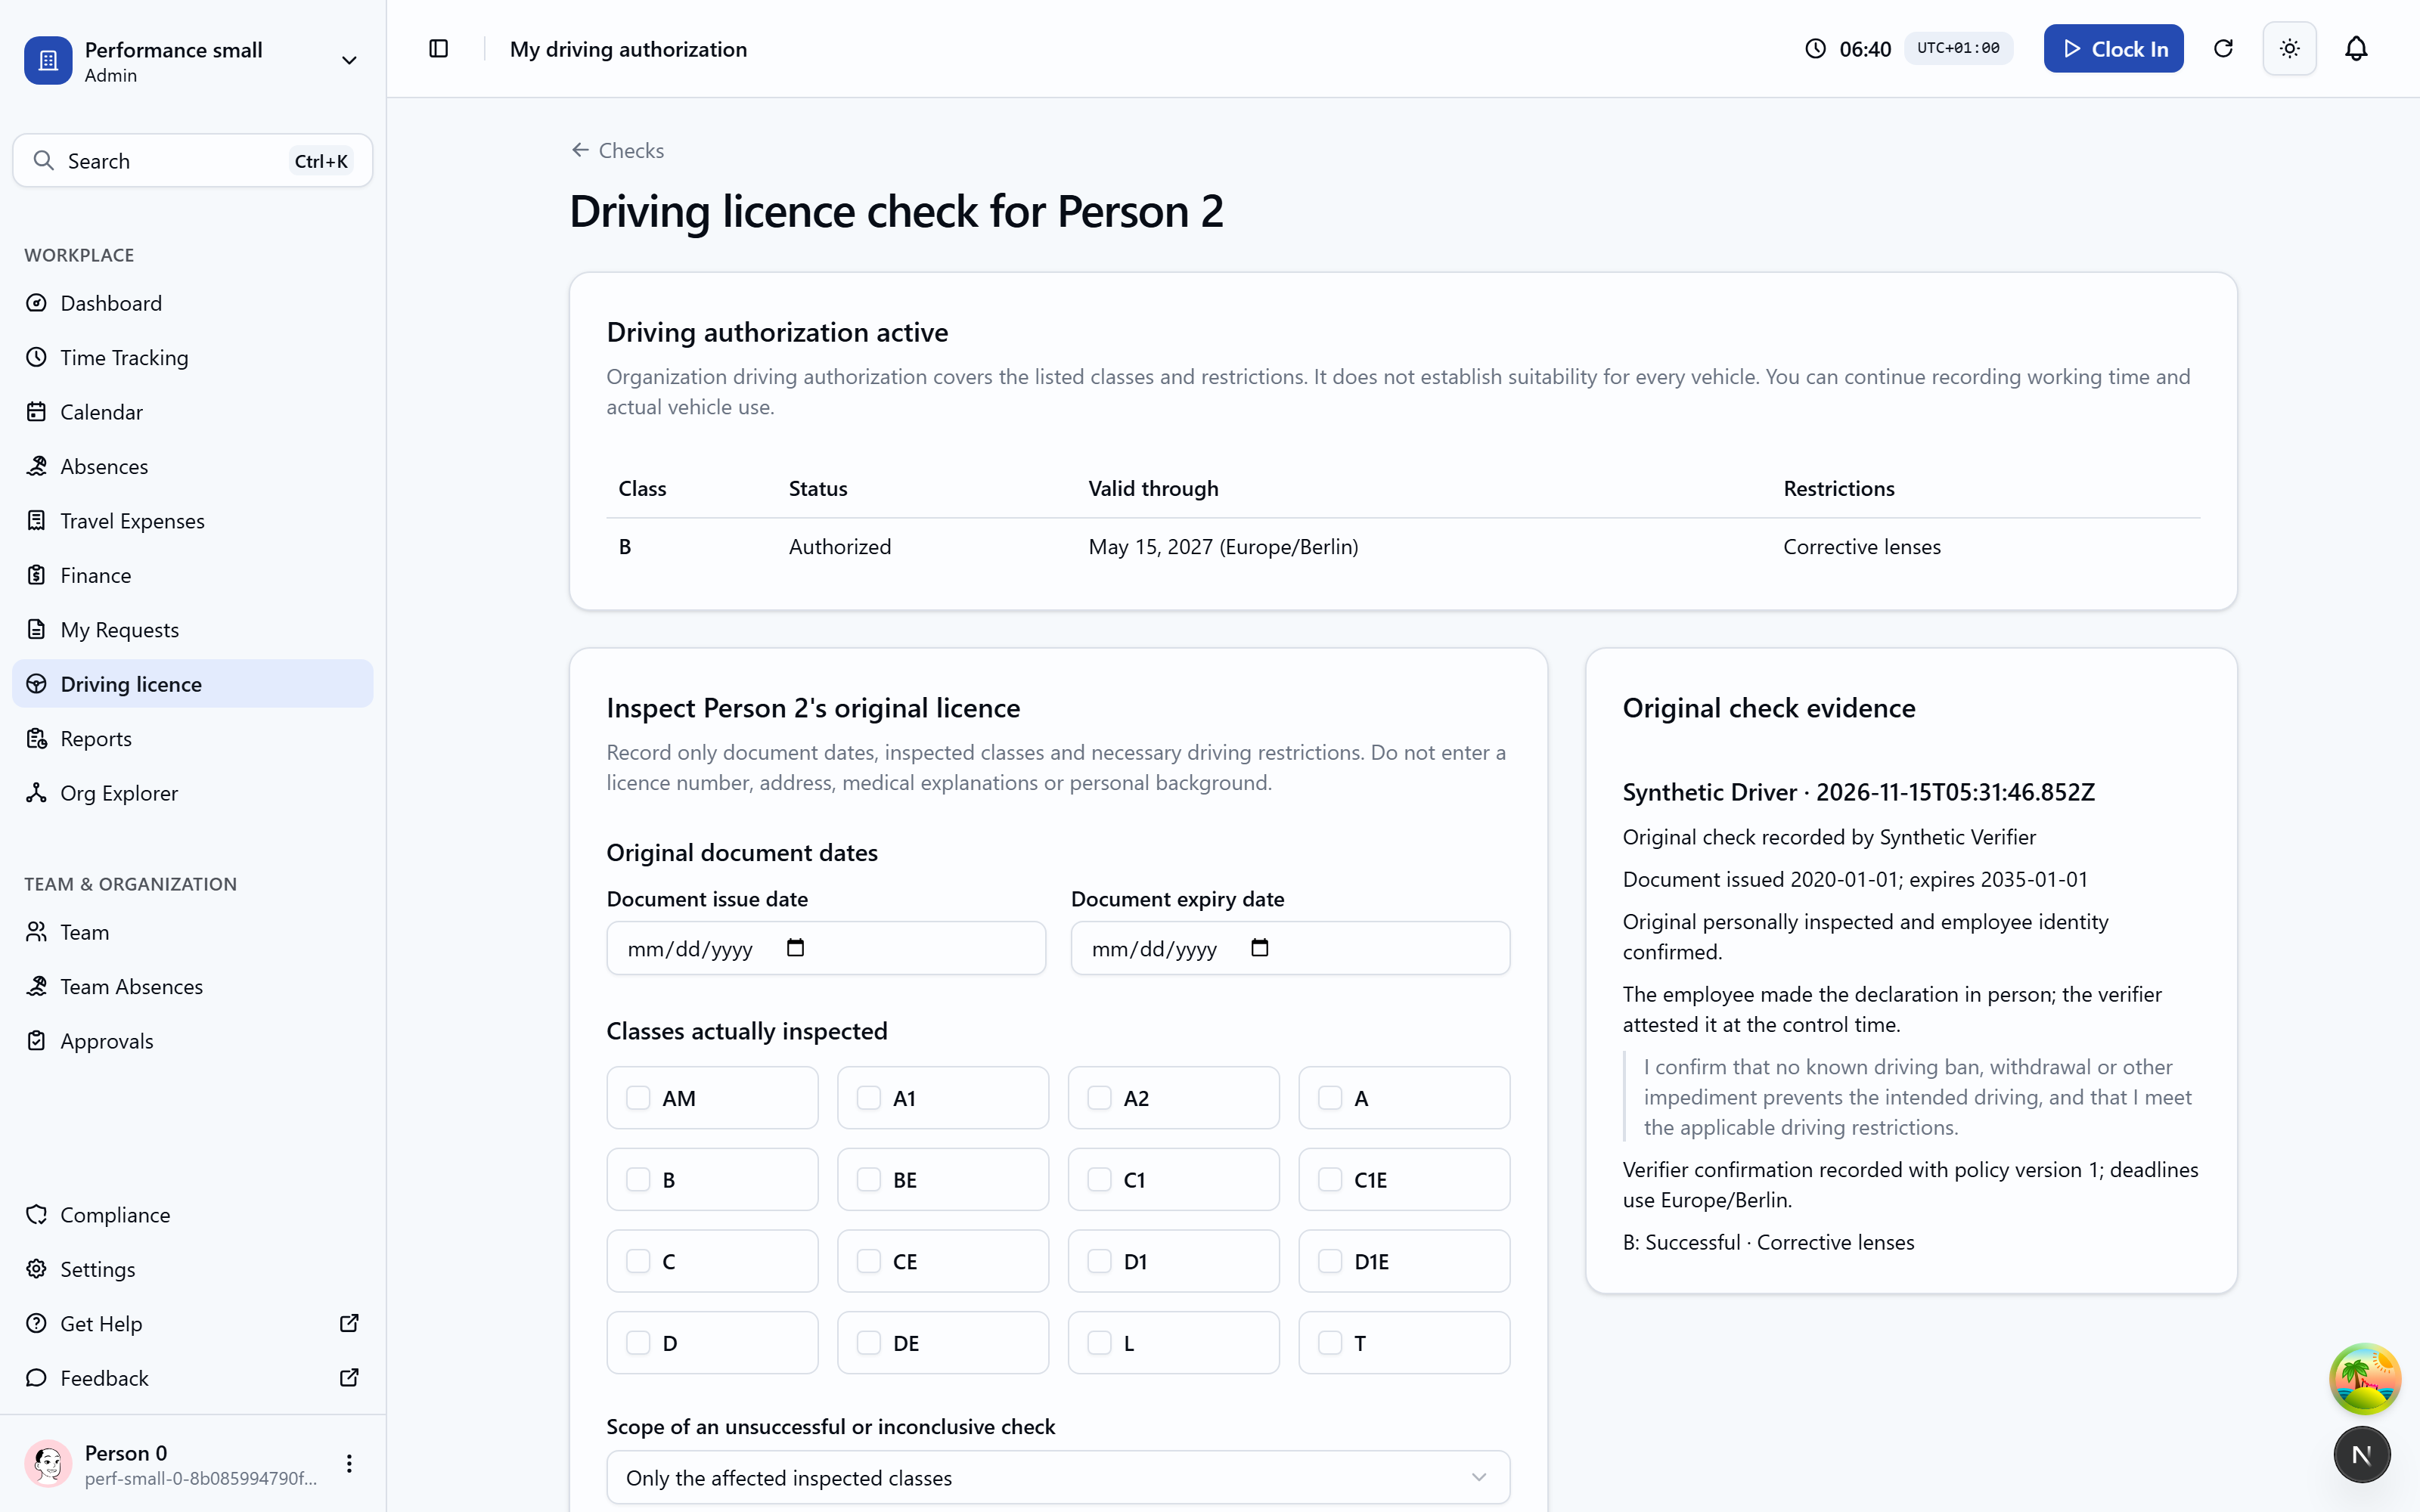 Performance small
Admin
Search
Ctrl+K
WORKPLACE
Dashboard
Time Tracking
Calendar
Absences
Travel Expenses
Finance
My Requests
Driving licence
Reports
Org Explorer
TEAM & ORGANIZATION
Team
Team Absences
Approvals
Compliance
Settings
Get Help
Feedback
Person 0
perf-small-0-8b085994790f...
My driving authorization
06:40
UTC+01:00
Clock In
Checks
Driving licence check for Person 2
Driving authorization active
Organization driving authorization covers the listed classes and restrictions. It does not establish suitability for every vehicle. You can continue recording working time and
actual vehicle use.
Class
Status
Valid through
Restrictions
B
Authorized
May 15, 2027 (Europe/Berlin)
Corrective lenses
Inspect Person 2's original licence
Record only document dates, inspected classes and necessary driving restrictions. Do not enter a
licence number, address, medical explanations or personal background.
Original document dates
Document issue date
Document expiry date
mm/dd/yyyy
mm/dd/yyyy
Classes actually inspected
AM
A1
A2
A
B
BE
C1
C1E
C
CE
D1
D1E
D
DE
L
T
Scope of an unsuccessful or inconclusive check
Only the affected inspected classes
Original check evidence
Synthetic Driver · 2026-11-15T05:31:46.852Z
Original check recorded by Synthetic Verifier
Document issued 2020-01-01; expires 2035-01-01
Original personally inspected and employee identity
confirmed.
The employee made the declaration in person; the verifier
attested it at the control time.
I confirm that no known driving ban, withdrawal or other
impediment prevents the intended driving, and that I meet
the applicable driving restrictions.
Verifier confirmation recorded with policy version 1; deadlines
use Europe/Berlin.
B: Successful · Corrective lenses
N